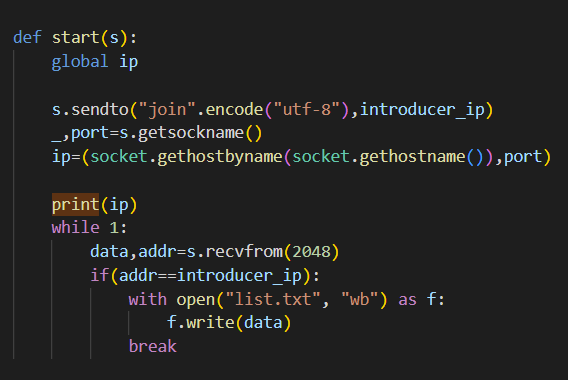 def start(s):
    global ip

    s.sendto("join".encode("utf-8"),introducer_ip)
    _,port=s.getsockname()
    ip=(socket.gethostbyname(socket.gethostname()),port)

    print(ip)
    while 1:
        data,addr=s.recvfrom(2048)
        if(addr==introducer_ip):
            with open("list.txt", "wb") as f:
                f.write(data)
            break